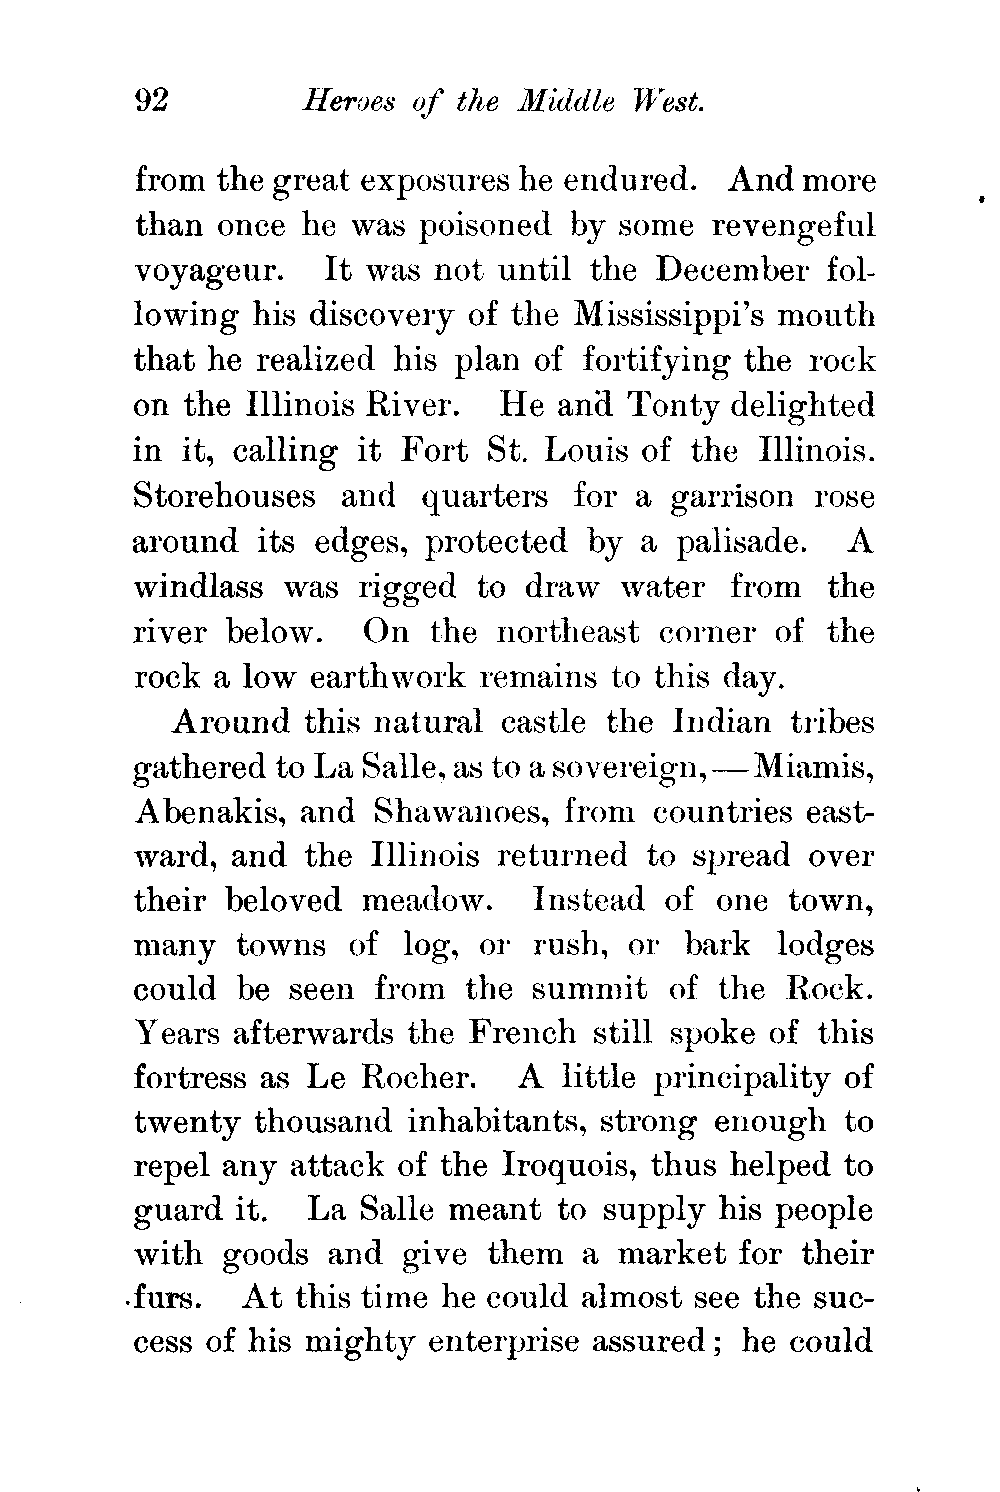 92 Heroes of the Middle West.
from the great exposures he endured. And more
than once he was poisoned by some revengeful
voyageur. It was not until the December fol-
lowing his discovery of the Mississippi's mouth
that he realized his plan of fortifying the rock
on the Illinois River. He and Tonty delighted
in it, calling it Fort St. Louis of the Illinois.
Storehouses and quarters for a garrison rose
around its edges, protected by a palisade. A
windlass was rigged to draw water from the
river below. On the northeast corner of the
rock a low earthwork remains to this day.
Around this natural castle the Indian tribes
gathered to La Salle, as to a sovereign,—Miamis,
Abenakis, and Shawanoes, from countries east-
ward, and the Illinois returned to spread over
their beloved meadow. Instead of one town,
many towns of log, or rush, or bark lodges
could be seen from the summit of the Rock.
Years afterwards the French still spoke of this
fortress as Le Rocher. A little principality of
twenty thousand inhabitants, strong enough to
repel any attack of the Iroquois, thus helped to
guard it. La Salle meant to supply his people
with goods and give them a market for their
furs. At this time he could almost see the suc-
cess of his mighty enterprise assured; he could